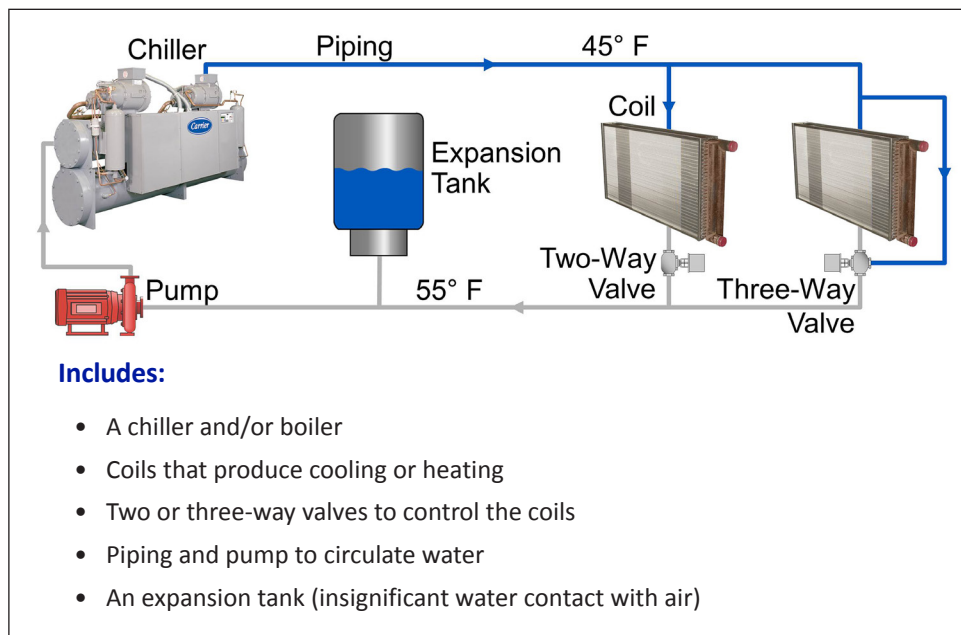 Chiller
Piping
45° F
Carrier
Coil
Expansion
Tank
Two-Way
Valve
Three-Way
Valve
Pump
55° F
Includes:
• A chiller and/or boiler
• Coils that produce cooling or heating
• Two or three-way valves to control the coils
• Piping and pump to circulate water
• An expansion tank (insignificant water contact with air)